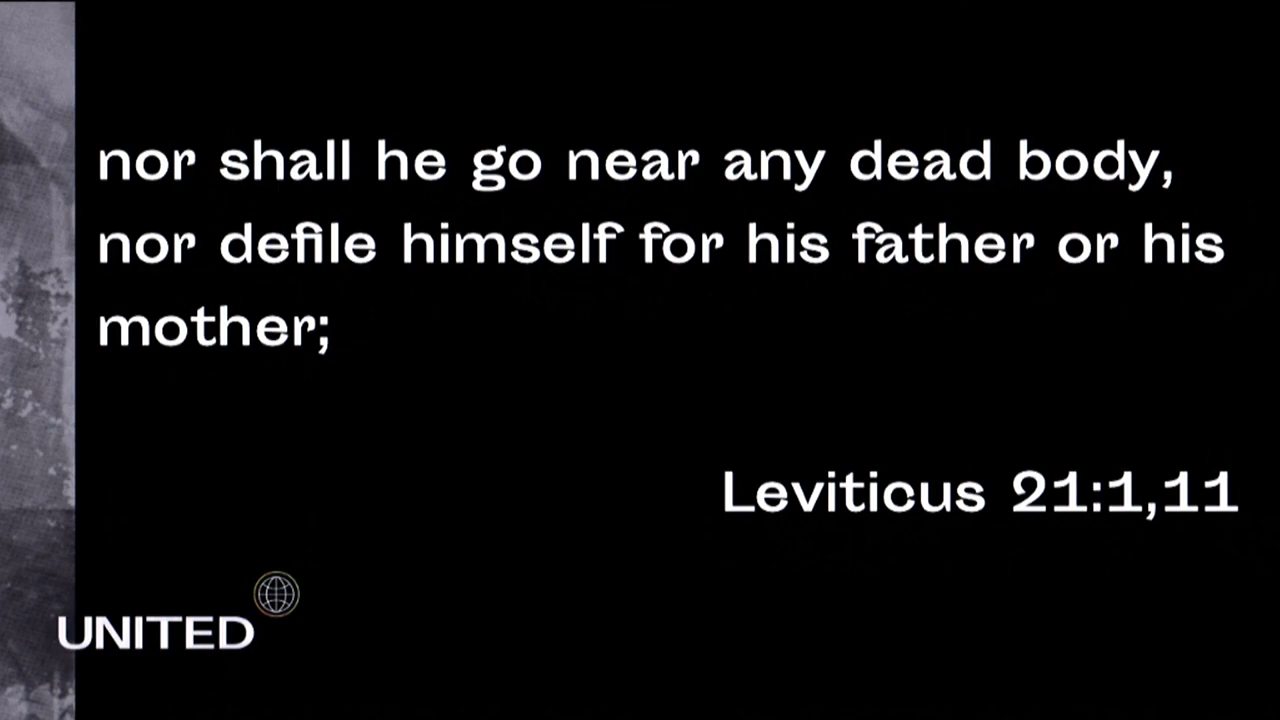 nor shall he go near any dead body,
nor defile himself for his father or his
mother;
Leviticus 21:1,11
UNITED